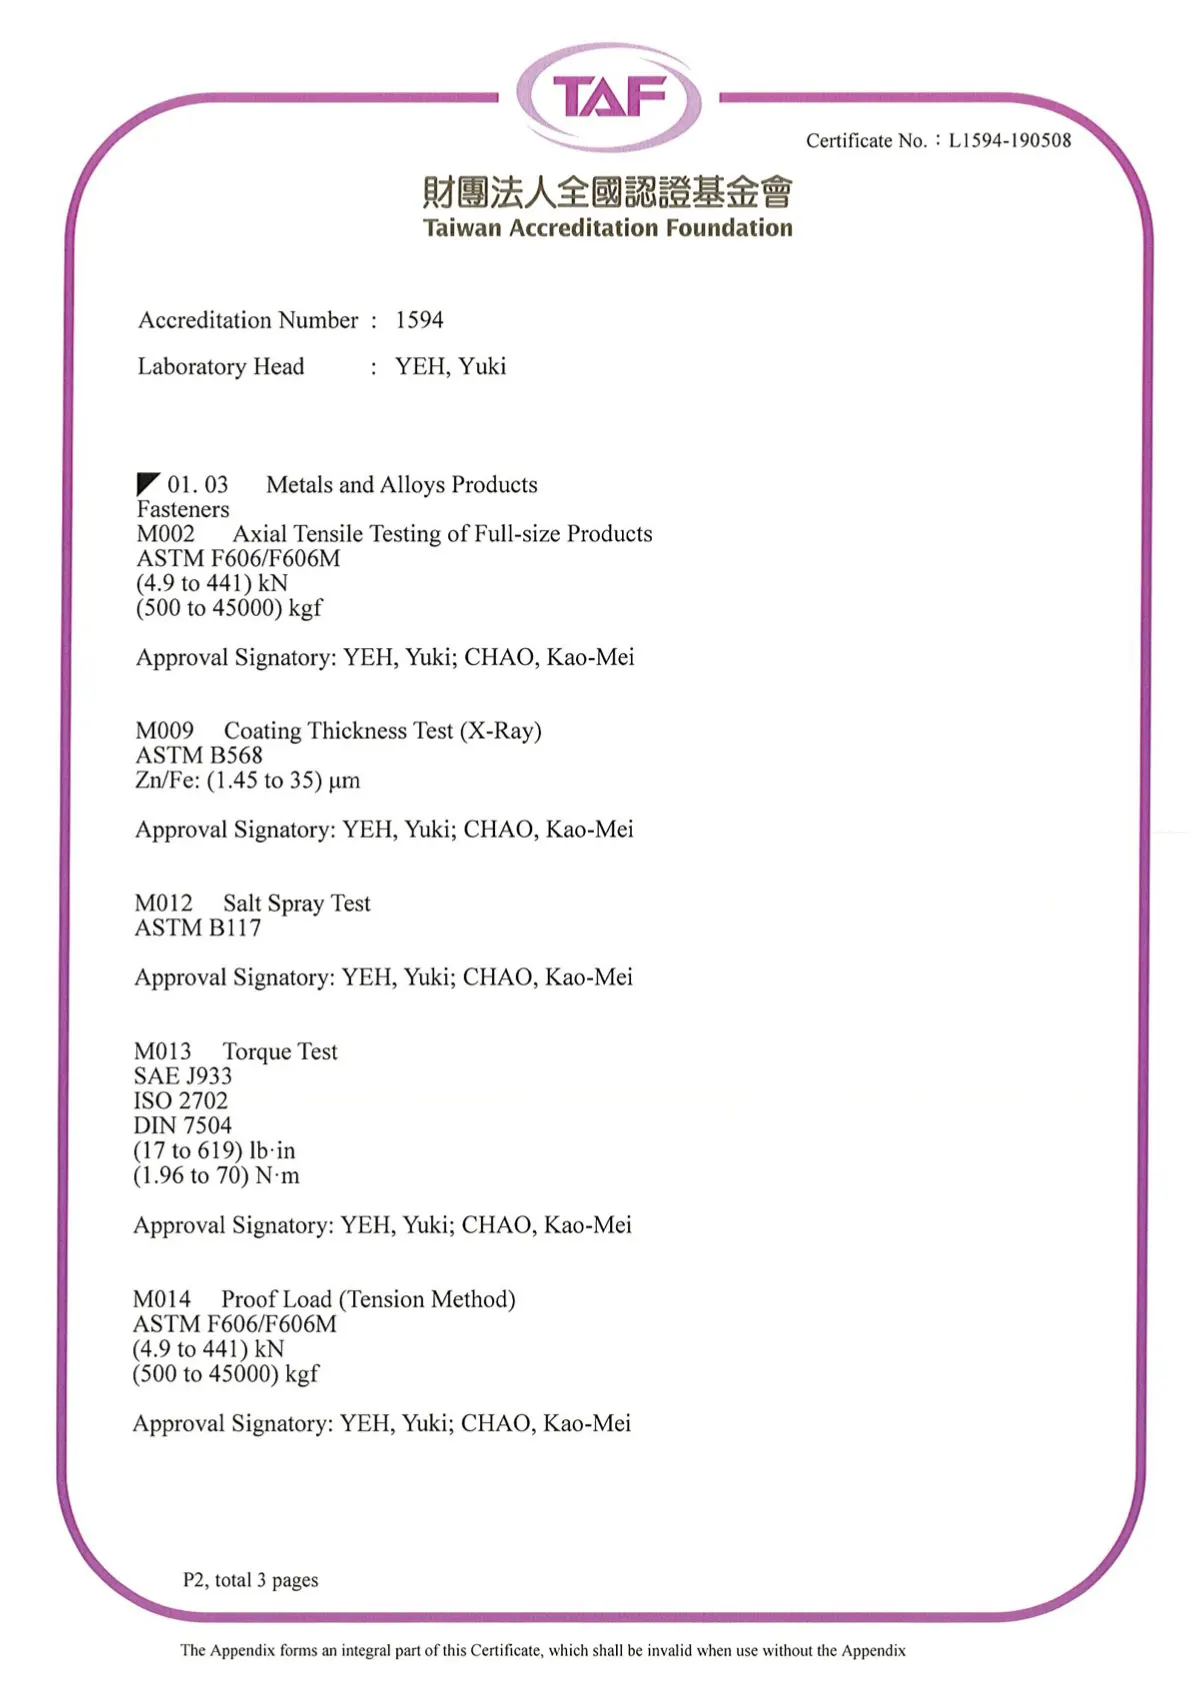 TAF
Certificate No.：L1594-190508
財團法人全國認證基金會
Taiwan Accreditation Foundation
Accreditation Number : 1594
Laboratory Head : YEH, Yuki
01. 03 Metals and Alloys Products
Fasteners
M002 Axial Tensile Testing of Full-size Products
ASTM F606/F606M
(4.9 to 441) kN
(500 to 45000) kgf
Approval Signatory: YEH, Yuki; CHAO, Kao-Mei
M009 Coating Thickness Test (X-Ray)
ASTM B568
Zn/Fe: (1.45 to 35) μm
Approval Signatory: YEH, Yuki; CHAO, Kao-Mei
M012 Salt Spray Test
ASTM B117
Approval Signatory: YEH, Yuki; CHAO, Kao-Mei
M013 Torque Test
SAE J933
ISO 2702
DIN 7504
(17 to 619) lb·in
(1.96 to 70) N·m
Approval Signatory: YEH, Yuki; CHAO, Kao-Mei
M014 Proof Load (Tension Method)
ASTM F606/F606M
(4.9 to 441) kN
(500 to 45000) kgf
Approval Signatory: YEH, Yuki; CHAO, Kao-Mei
P2, total 3 pages
The Appendix forms an integral part of this Certificate, which shall be invalid when use without the Appendix